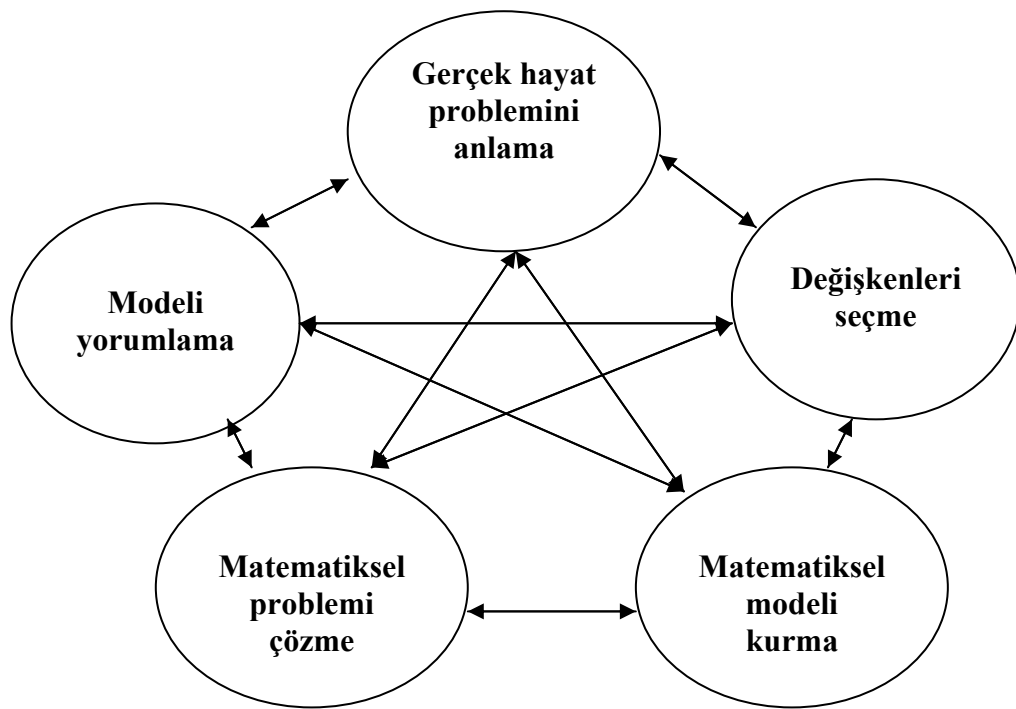 Gerçek hayat
problemini
anlama
Değişkenleri
seçme
Modeli
yorumlama
Matematiksel
problemi
çözme
Matematiksel
modeli
kurma